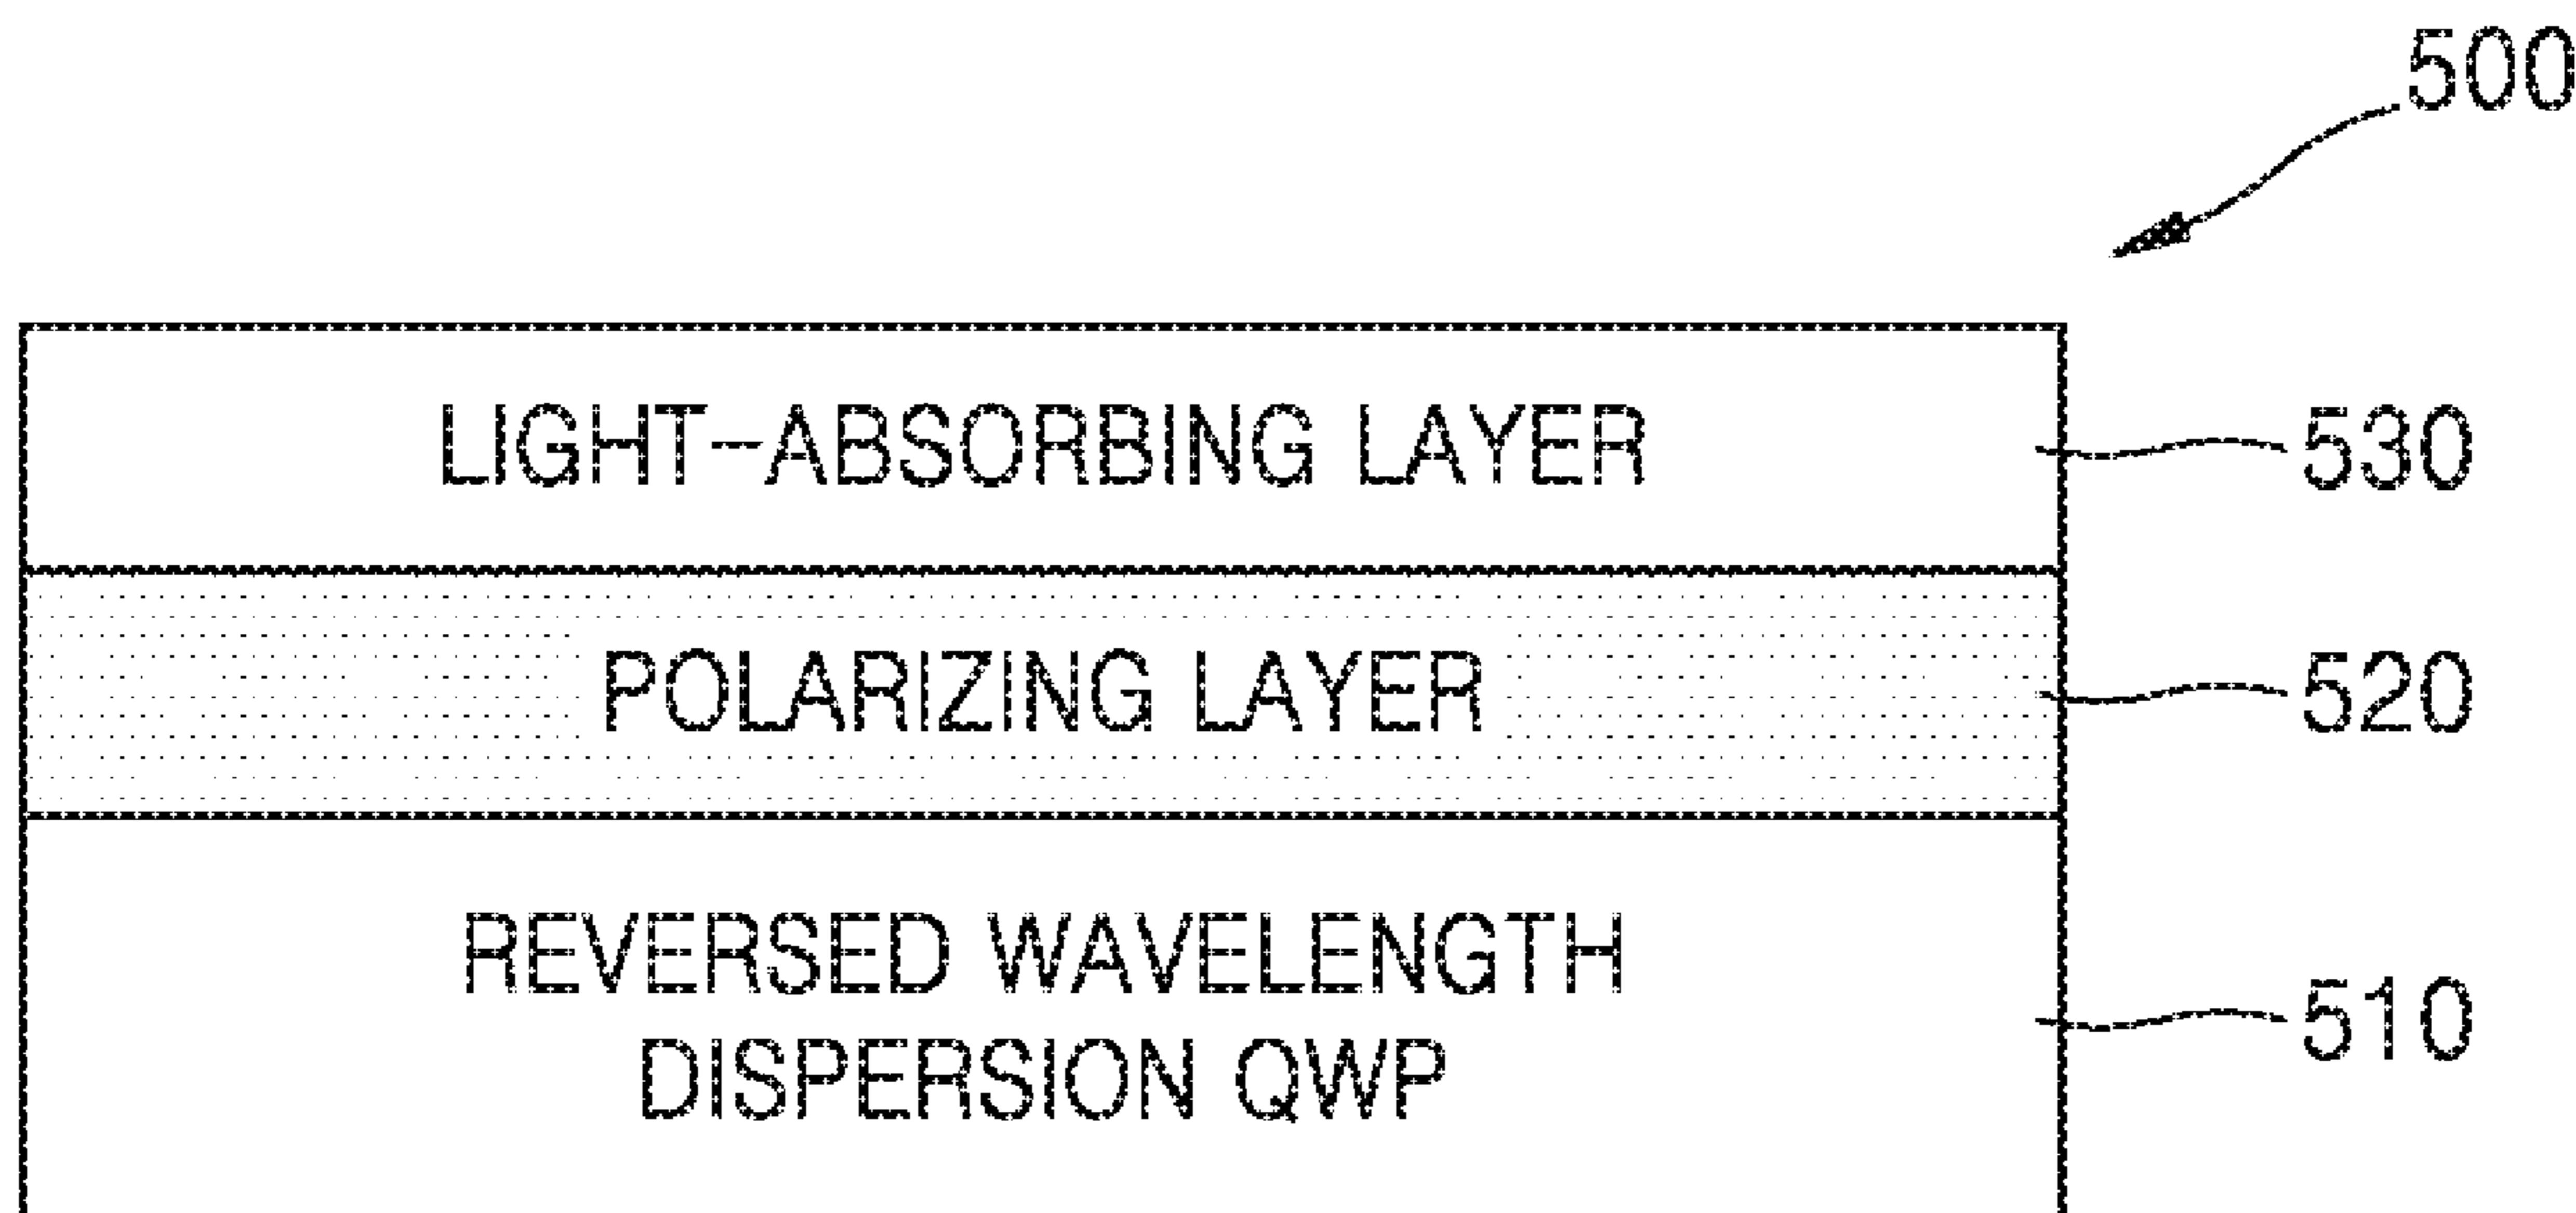 500
LIGHT-ABSORBING LAYER
530
POLARIZING LAYER
520
REVERSED WAVELENGTH
DISPERSION QWP
510